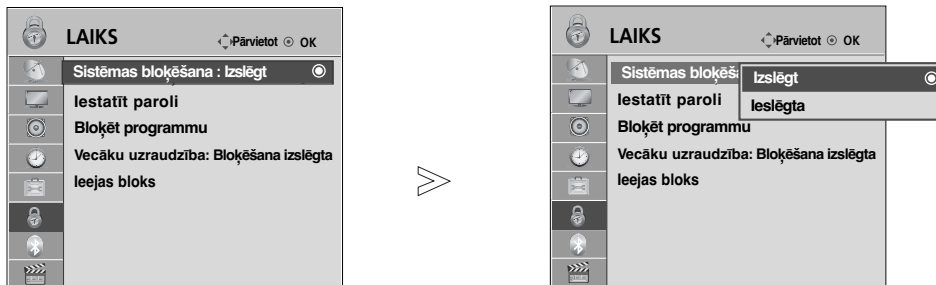 LAIKS
Pārvietot OK
Sistēmas bloķēšana : Izslēgt
Iestatīt paroli
Bloķēt programmu
Vecāku uzraudzība: Bloķēšana izslēgta
Ieejas bloks
>
LAIKS
Pārvietot OK
Sistēmas bloķēš
Izslēgt
Iestatīt paroli
Ieslēgta
Bloķēt programmu
Vecāku uzraudzība: Bloķēšana izslēgta
Ieejas bloks